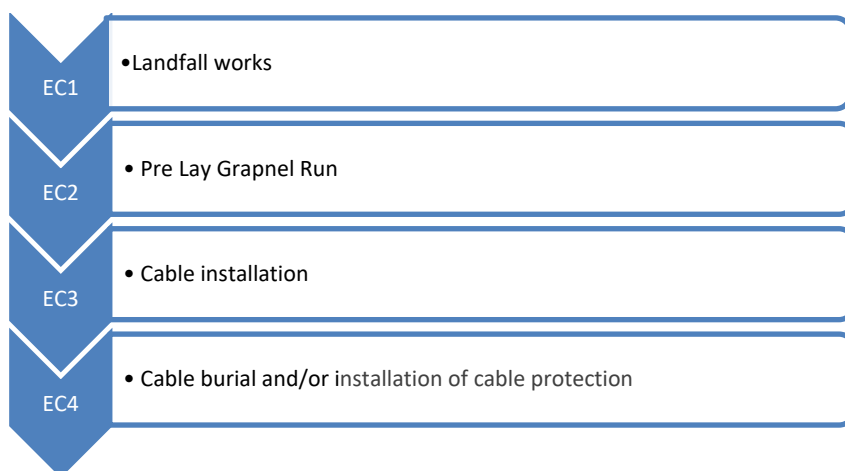 EC1
•Landfall works
EC2
• Pre Lay Grapnel Run
EC3
• Cable installation
EC4
• Cable burial and/or installation of cable protection